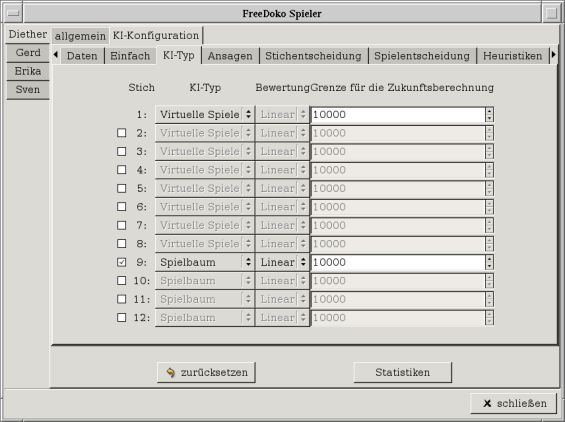 FreeDoko Spieler
Diether
Gerd
Erika
Sven
allgemein KI-Konfiguration
Daten Einfach KI-Typ Ansagen Stichentscheidung Spielentscheidung Heuristiken
Stich KI-Typ Bewertung Grenze für die Zukunftsberechnung
1: Virtuelle Spiele Linear 10000
2: Virtuelle Spiele Linear 10000
3: Virtuelle Spiele Linear 10000
4: Virtuelle Spiele Linear 10000
5: Virtuelle Spiele Linear 10000
6: Virtuelle Spiele Linear 10000
7: Virtuelle Spiele Linear 10000
8: Virtuelle Spiele Linear 10000
9: Spielbaum Linear 10000
10: Spielbaum Linear 10000
11: Spielbaum Linear 10000
12: Spielbaum Linear 10000
zurücksetzen Statistiken
schließen